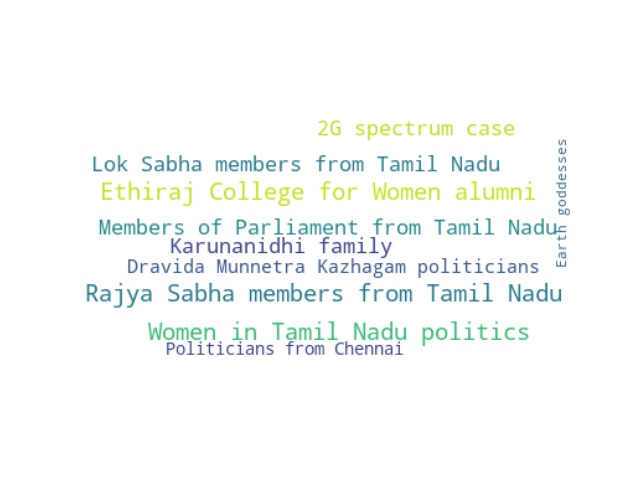 2G spectrum case
Lok Sabha members from Tamil Nadu
Ethiraj College for Women alumni
Members of Parliament from Tamil Nadu
Karunanidhi family
Dravida Munnetra Kazhagam politicians
Rajya Sabha members from Tamil Nadu
Women in Tamil Nadu politics
Politicians from Chennai
Earth goddesses